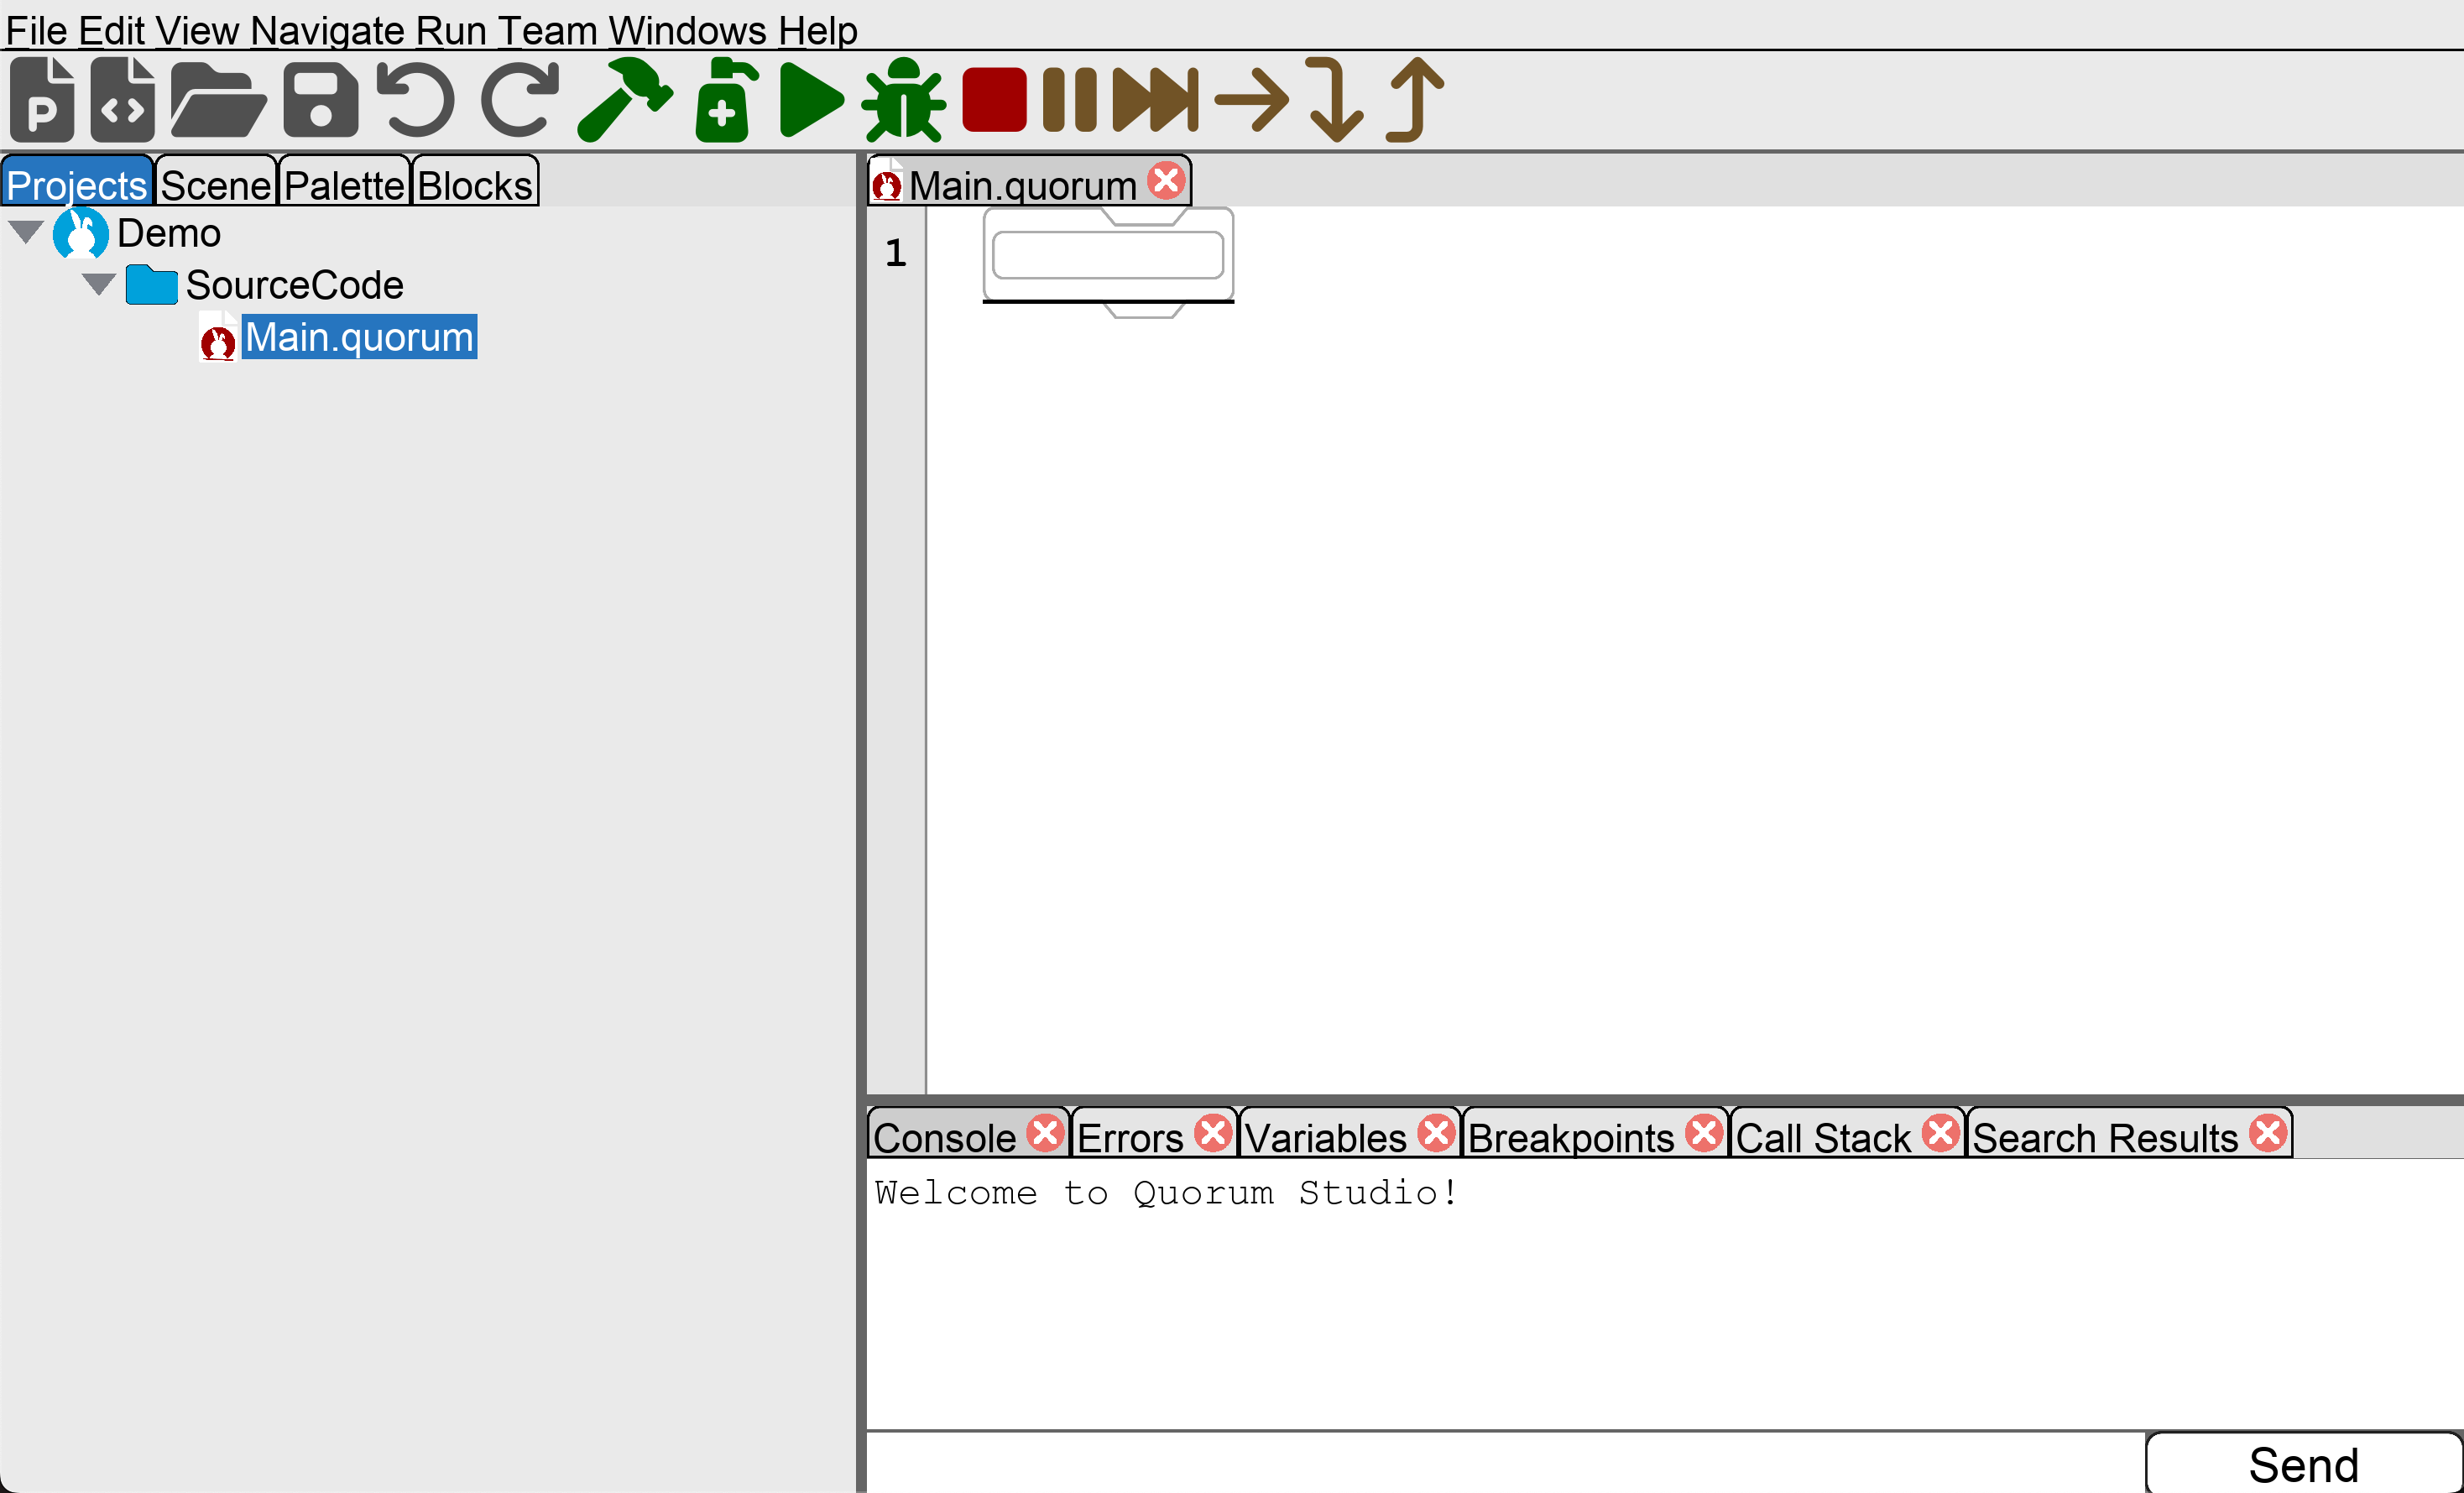 File Edit View Navigate Run Team Windows Help
Projects Scene Palette Blocks
Demo
SourceCode
Main.quorum
Main.quorum
1
Console Errors Variables Breakpoints Call Stack Search Results
Welcome to Quorum Studio!
Send